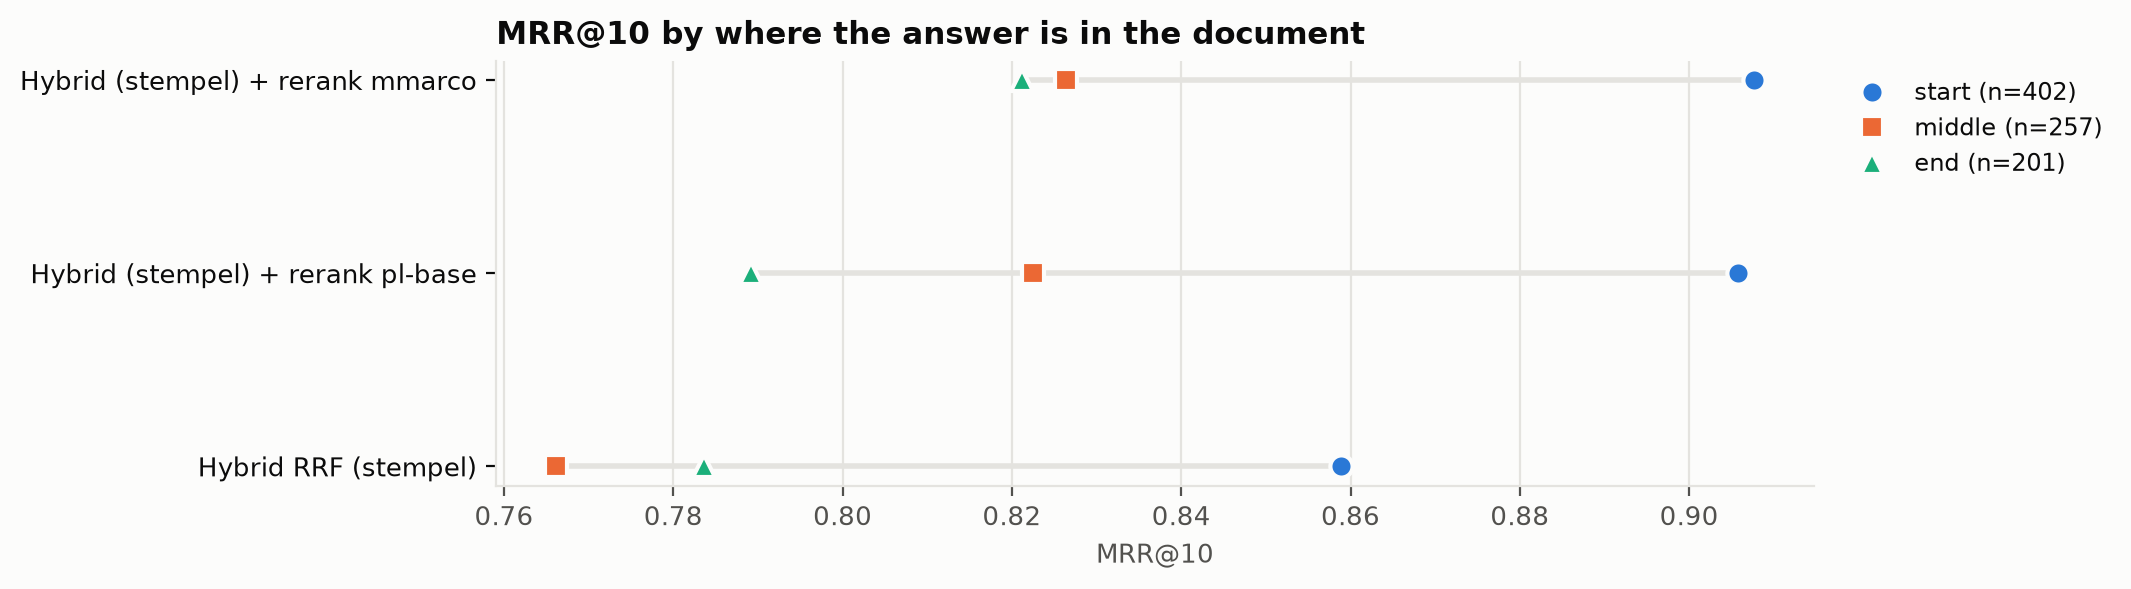 MRR@10 by where the answer is in the document
Hybrid (stempel) + rerank mmarco
Hybrid (stempel) + rerank pl-base
Hybrid RRF (stempel)
start (n=402)
middle (n=257)
end (n=201)
0.76 0.78 0.80 0.82 0.84 0.86 0.88 0.90
MRR@10